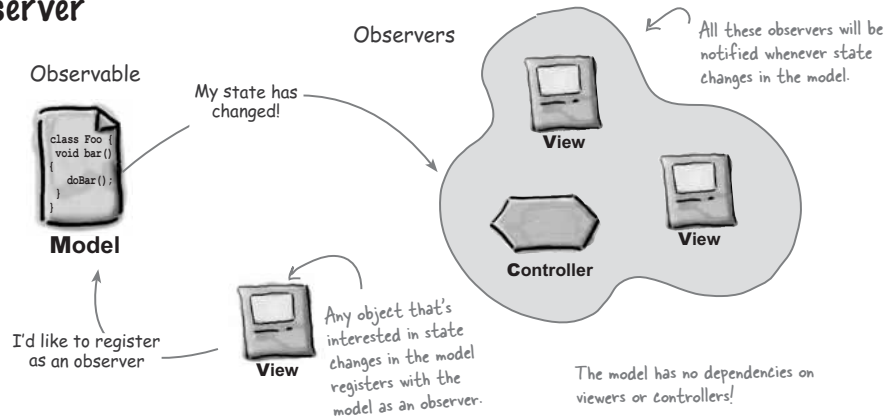 server
Observable
class Foo {
void bar()
{
doBar();
}
}
Model
My state has
changed!
Observers
All these observers will be
notified whenever state
changes in the model.
View
View
Controller
I'd like to register
as an observer
View
Any object that's
interested in state
changes in the model
registers with the
model as an observer.
The model has no dependencies on
viewers or controllers!